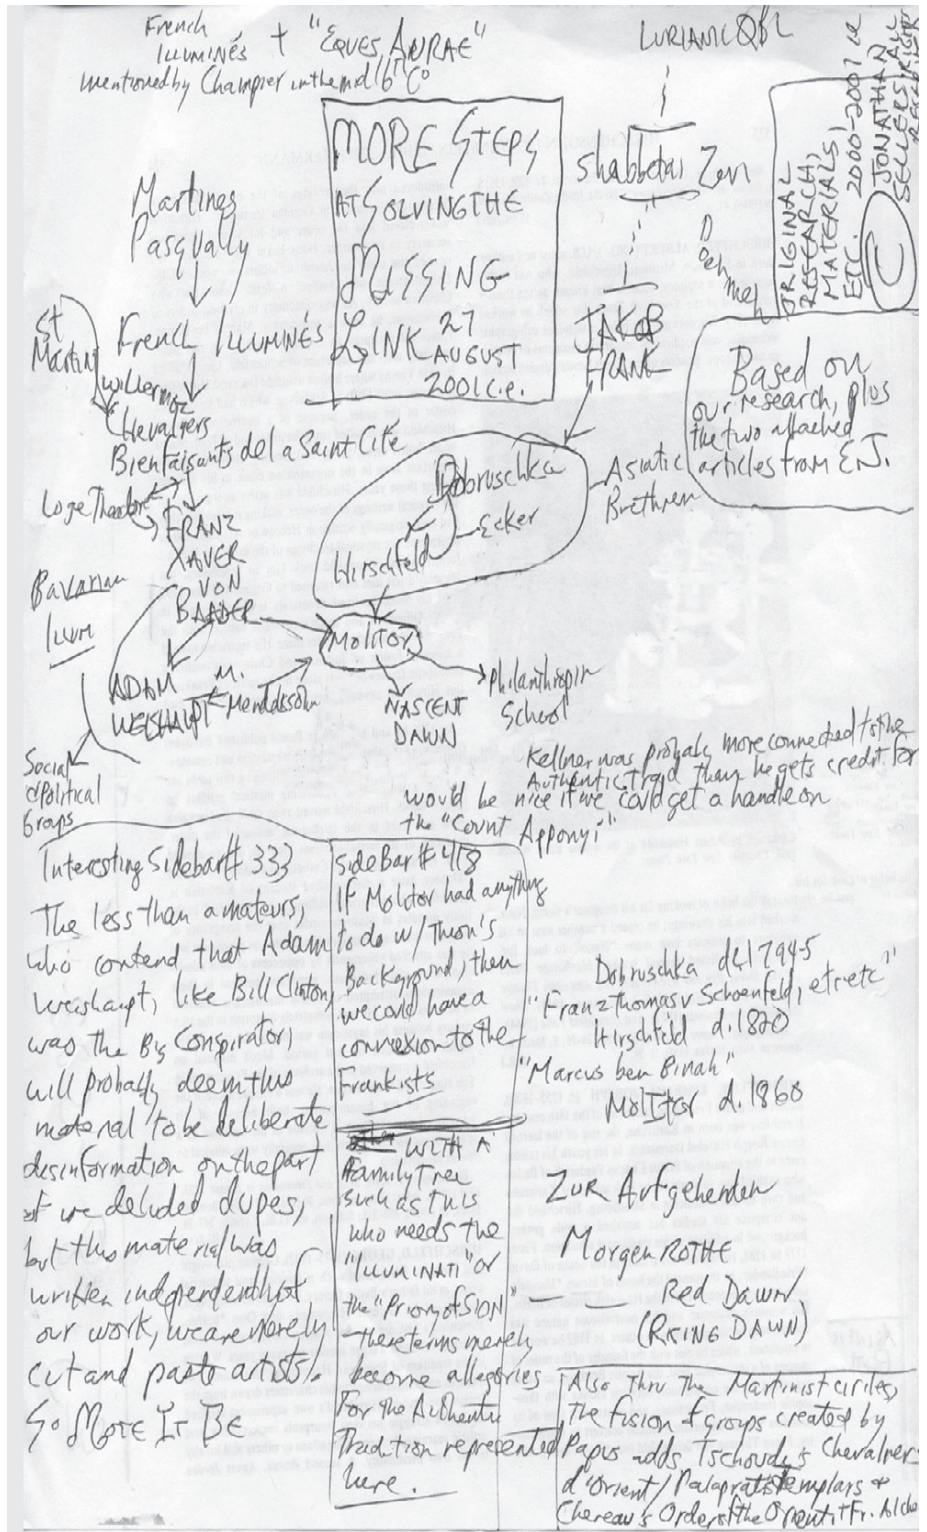 French
ILLUMINÉS + "EQUES AURAE"
mentioned by Champier in the mid 16th C°
LURIANIC QBL
Shabbetai Zevi
JAKOB
FRANK
ORIGINAL
RESEARCH,
MATERIALS,
ETC. 2000-2001 ce
JONATHAN
SELLERS ALL
©
MORE STEPS
AT SOLVING THE
MISSING
LINK 27
AUGUST
2001 c.e.
Martines
Pasqually
St
Martin
French ILLUMINÉS
Willermoz
Chevaliers
Bienfaisants de la Saint Cité
Loge Theodore
FRANZ
XAVER
VON
BAADER
Bavarian
Illum
ADAM
WEISHAUPT
M.
Mendelssohn
Social
& Political
Groups
Dobruschka
Ecker
Hirschfeld
Asiatic
Brethren
Based on
our research, plus
the two attached
articles from E.J.
Molitor
Philanthropin
School
NASCENT
DAWN
Kellner was probably more connected to the
Authentic Trad than he gets credit for
would be nice if we could get a handle on
the "Count Apponyi"
Interesting Sidebar # 333
The less than amateurs,
who contend that Adam
Weishaupt, like Bill Clinton,
was the Big Conspirator,
will probably deem this
material to be deliberate
disinformation on the part
of we deluded dupes,
but this material was
written independent of
our work, we are merely
cut and paste artists.
So MOTE IT BE
SideBar # 418
If Molitor had anything
to do w/ Theon's
Background, then
we could have a
connexion to the
Frankists
WITH A
Family Tree
such as this
who needs the
"ILLUMINATI" or
the "Priory of SION"
- these terms merely
become allegories
For the Authentic
Tradition represented
here.
Dobruschka d. 1794-5
"Franz Thomas v Schoenfeld, etc etc"
Hirschfeld d. 1820
"Marcus ben Binah"
Molitor d. 1860
Zur Aufgehenden
MorgenROTHE
Red Dawn
(RISING DAWN)
Also thru the Martinist circles,
the fusion of groups created by
Papus adds Tschoudy's Chevaliers
d'Orient / Palaprat's Templars &
Chereau's Order of the Orient